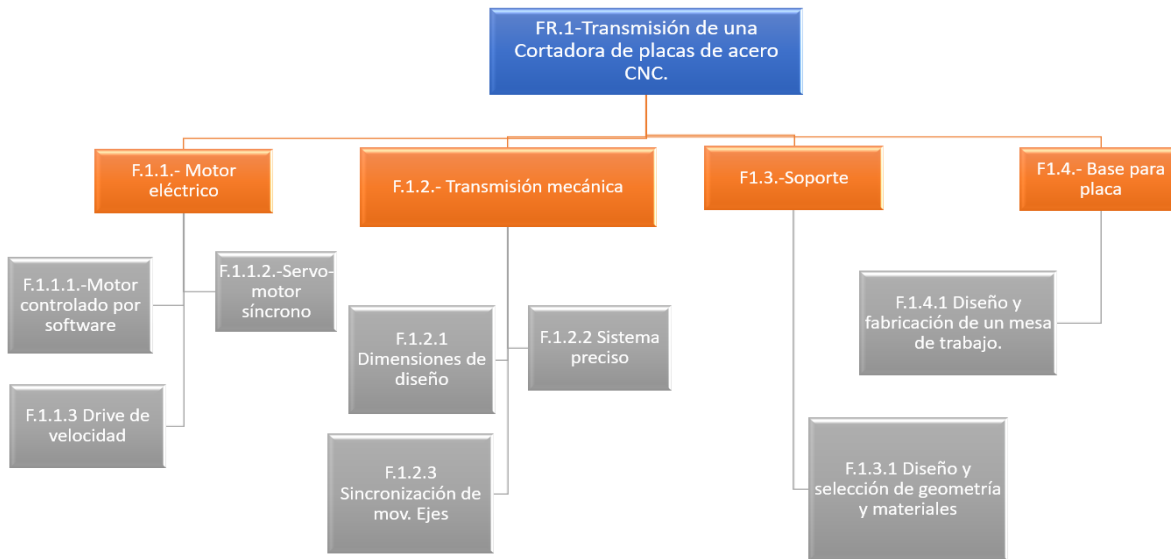 FR.1-Transmisión de una
Cortadora de placas de acero
CNC.
F.1.1.- Motor
eléctrico
F.1.2.- Transmisión mecánica
F1.3.-Soporte
F1.4.- Base para
placa
F.1.1.1.-Motor
controlado por
software
F.1.1.2.-Servo-
motor
síncrono
F.1.1.3 Drive de
velocidad
F.1.2.1
Dimensiones de
diseño
F.1.2.2 Sistema
preciso
F.1.2.3
Sincronización de
mov. Ejes
F.1.3.1 Diseño y
selección de geometría
y materiales
F.1.4.1 Diseño y
fabricación de un mesa
de trabajo.